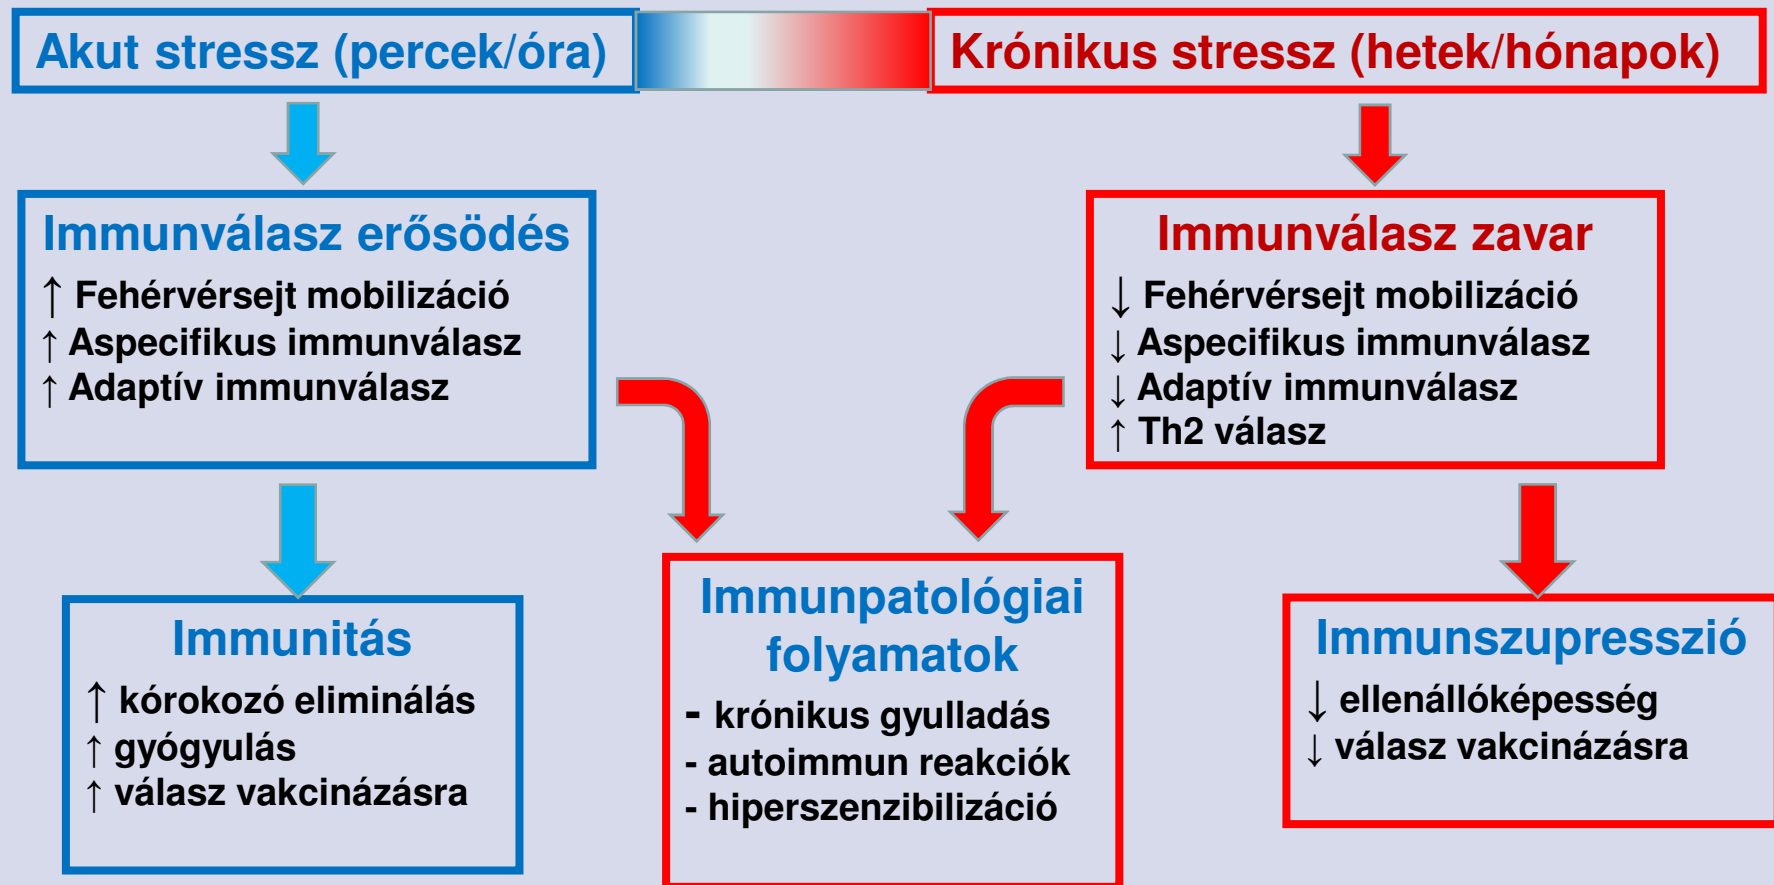 Akut stressz (percek/óra)
Krónikus stressz (hetek/hónapok)
Immunválasz erősödés
↑ Fehérvérsejt mobilizáció
↑ Aspecifikus immunválasz
↑ Adaptív immunválasz
Immunválasz zavar
↓ Fehérvérsejt mobilizáció
↓ Aspecifikus immunválasz
↓ Adaptív immunválasz
↑ Th2 válasz
Immunitás
↑ kórokozó eliminálás
↑ gyógyulás
↑ válasz vakcinázásra
Immunpatológiai
folyamatok
- krónikus gyulladás
- autoimmun reakciók
- hiperszenzibilizáció
Immunszupresszió
↓ ellenállóképesség
↓ válasz vakcinázásra